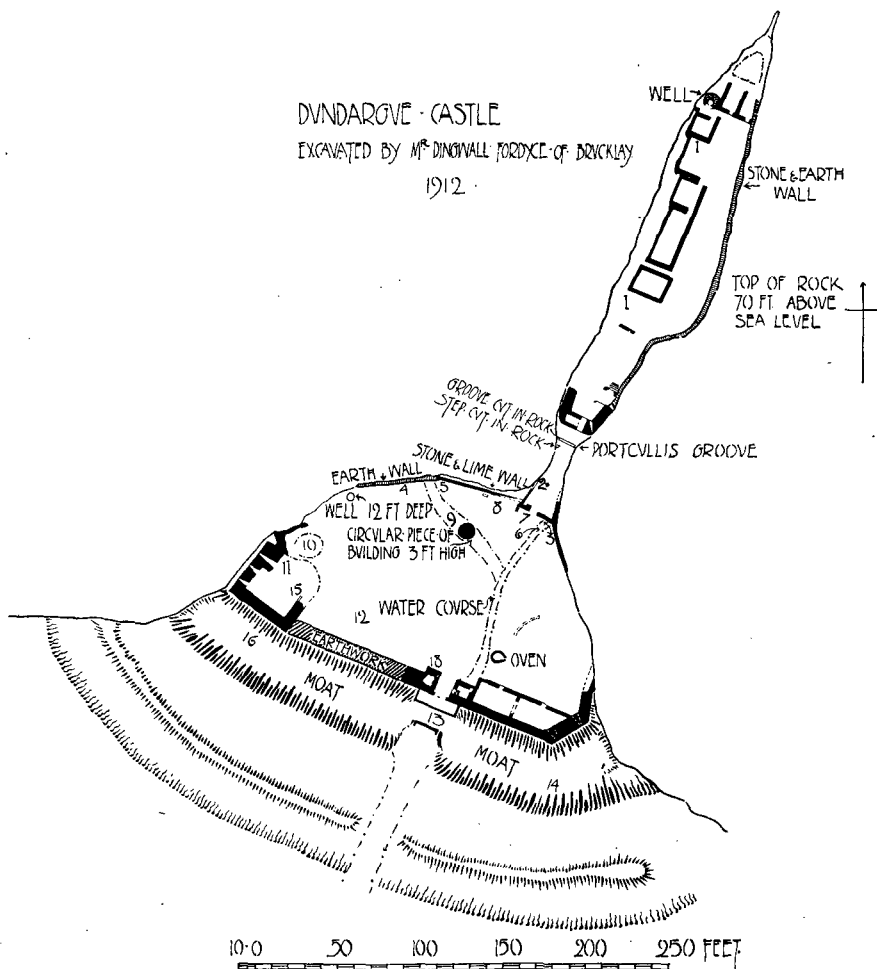 DVNDARGVE · CASTLE
EXCAVATED BY Mᴿ DINGWALL FORDYCE OF BRVCKLAY
1912 ·
WELL
1
STONE & EARTH
WALL
TOP OF ROCK
70 FT ABOVE
SEA LEVEL
1
GROOVE CVT IN ROCK
STEP CVT IN ROCK
PORTCVLLIS GROOVE
STONE & LIME WALL
EARTH WALL
2
4
5
8
WELL 12 FT DEEP
7
9
6
3
CIRCULAR PIECE OF
BUILDING 3 FT HIGH
10
11
15
12
WATER COVRSE
16
EARTHWORK
18
OVEN
MOAT
13
MOAT
14
10·0 50 100 150 200 250 FEET.